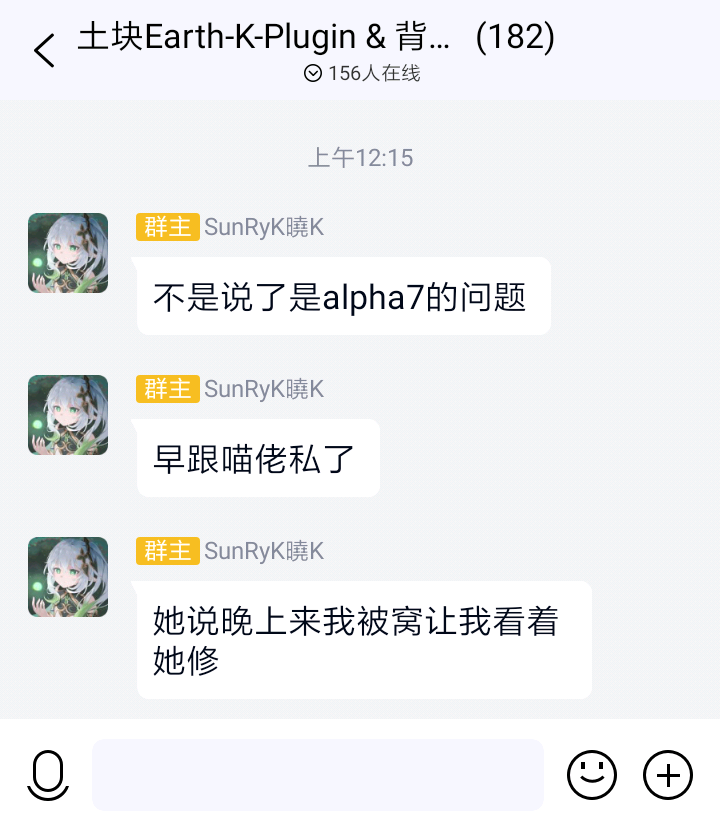 土块Earth-K-Plugin & 背... (182)
156人在线
上午12:15
群主 SunRyK曉K
不是说了是alpha7的问题
群主 SunRyK曉K
早跟喵佬私了
群主 SunRyK曉K
她说晚上来我被窝让我看着
她修